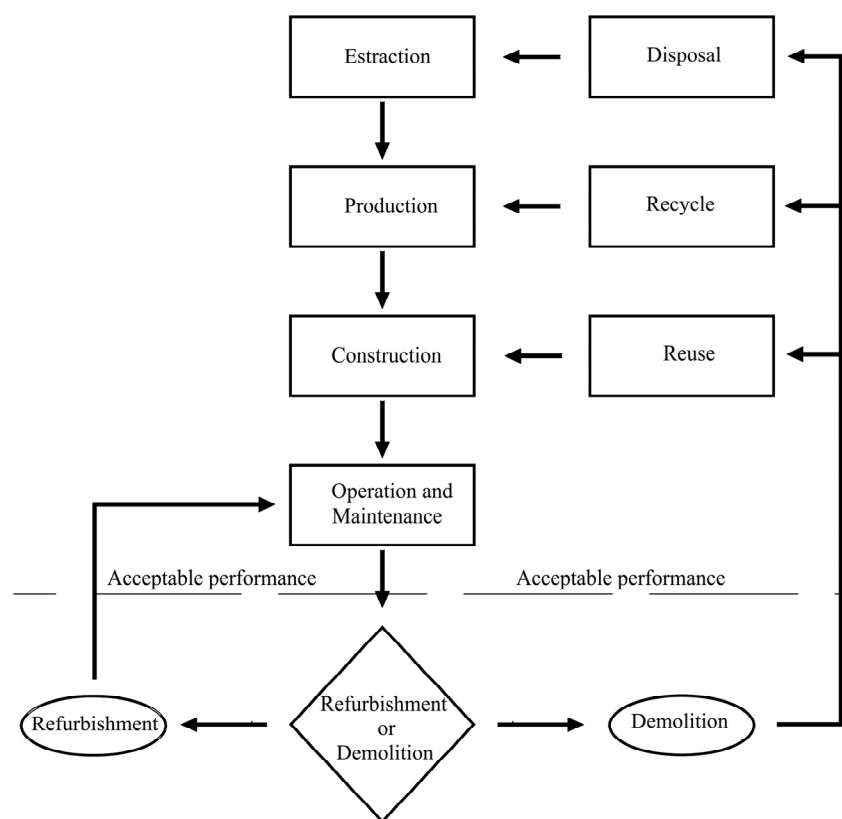 Estraction
Disposal
Production
Recycle
Construction
Reuse
Operation and
Maintenance
Acceptable performance
Acceptable performance
Refurbishment
Refurbishment
or
Demolition
Demolition